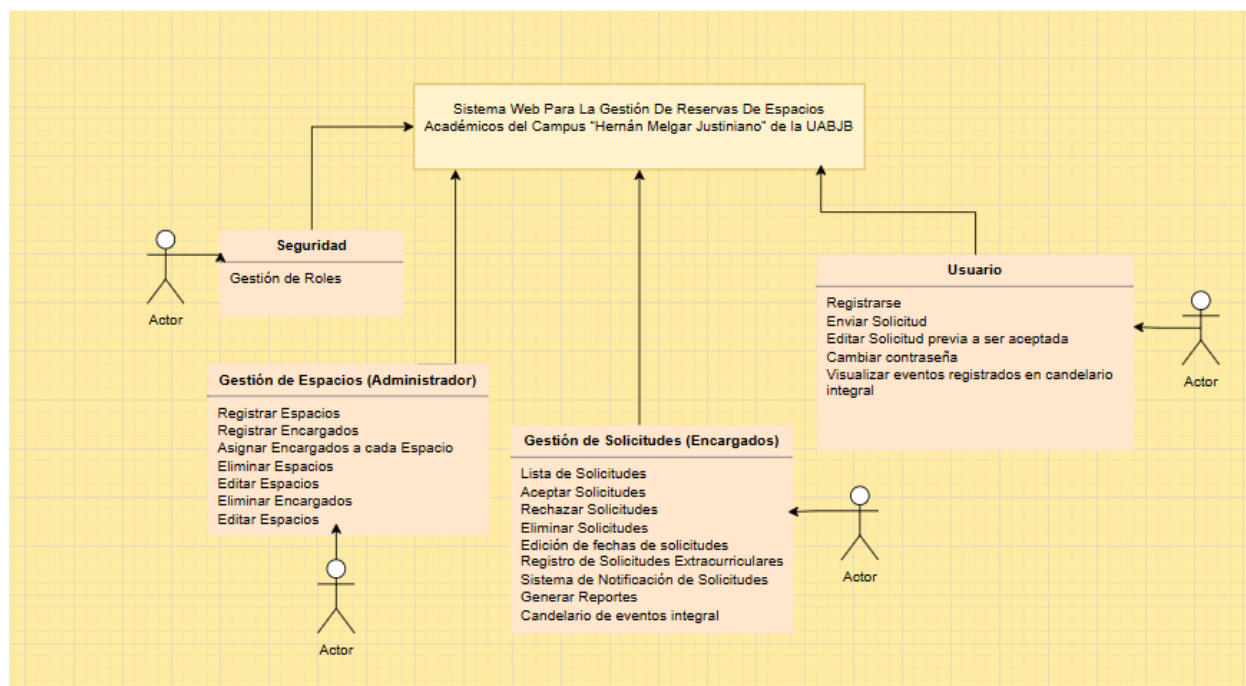 Sistema Web Para La Gestión De Reservas De Espacios
Académicos del Campus "Hernán Melgar Justiniano" de la UABJB
Seguridad
Gestión de Roles
Actor
Usuario
Registrarse
Enviar Solicitud
Editar Solicitud previa a ser aceptada
Cambiar contraseña
Visualizar eventos registrados en candelario
integral
Actor
Gestión de Espacios (Administrador)
Registrar Espacios
Registrar Encargados
Asignar Encargados a cada Espacio
Eliminar Espacios
Editar Espacios
Eliminar Encargados
Editar Espacios
Actor
Gestión de Solicitudes (Encargados)
Lista de Solicitudes
Aceptar Solicitudes
Rechazar Solicitudes
Eliminar Solicitudes
Edición de fechas de solicitudes
Registro de Solicitudes Extracurriculares
Sistema de Notificación de Solicitudes
Generar Reportes
Candelario de eventos integral
Actor